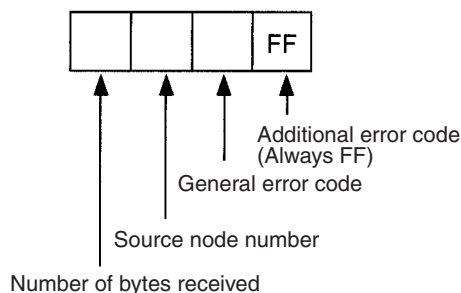 FF
Additional error code
(Always FF)
General error code
Source node number
Number of bytes received